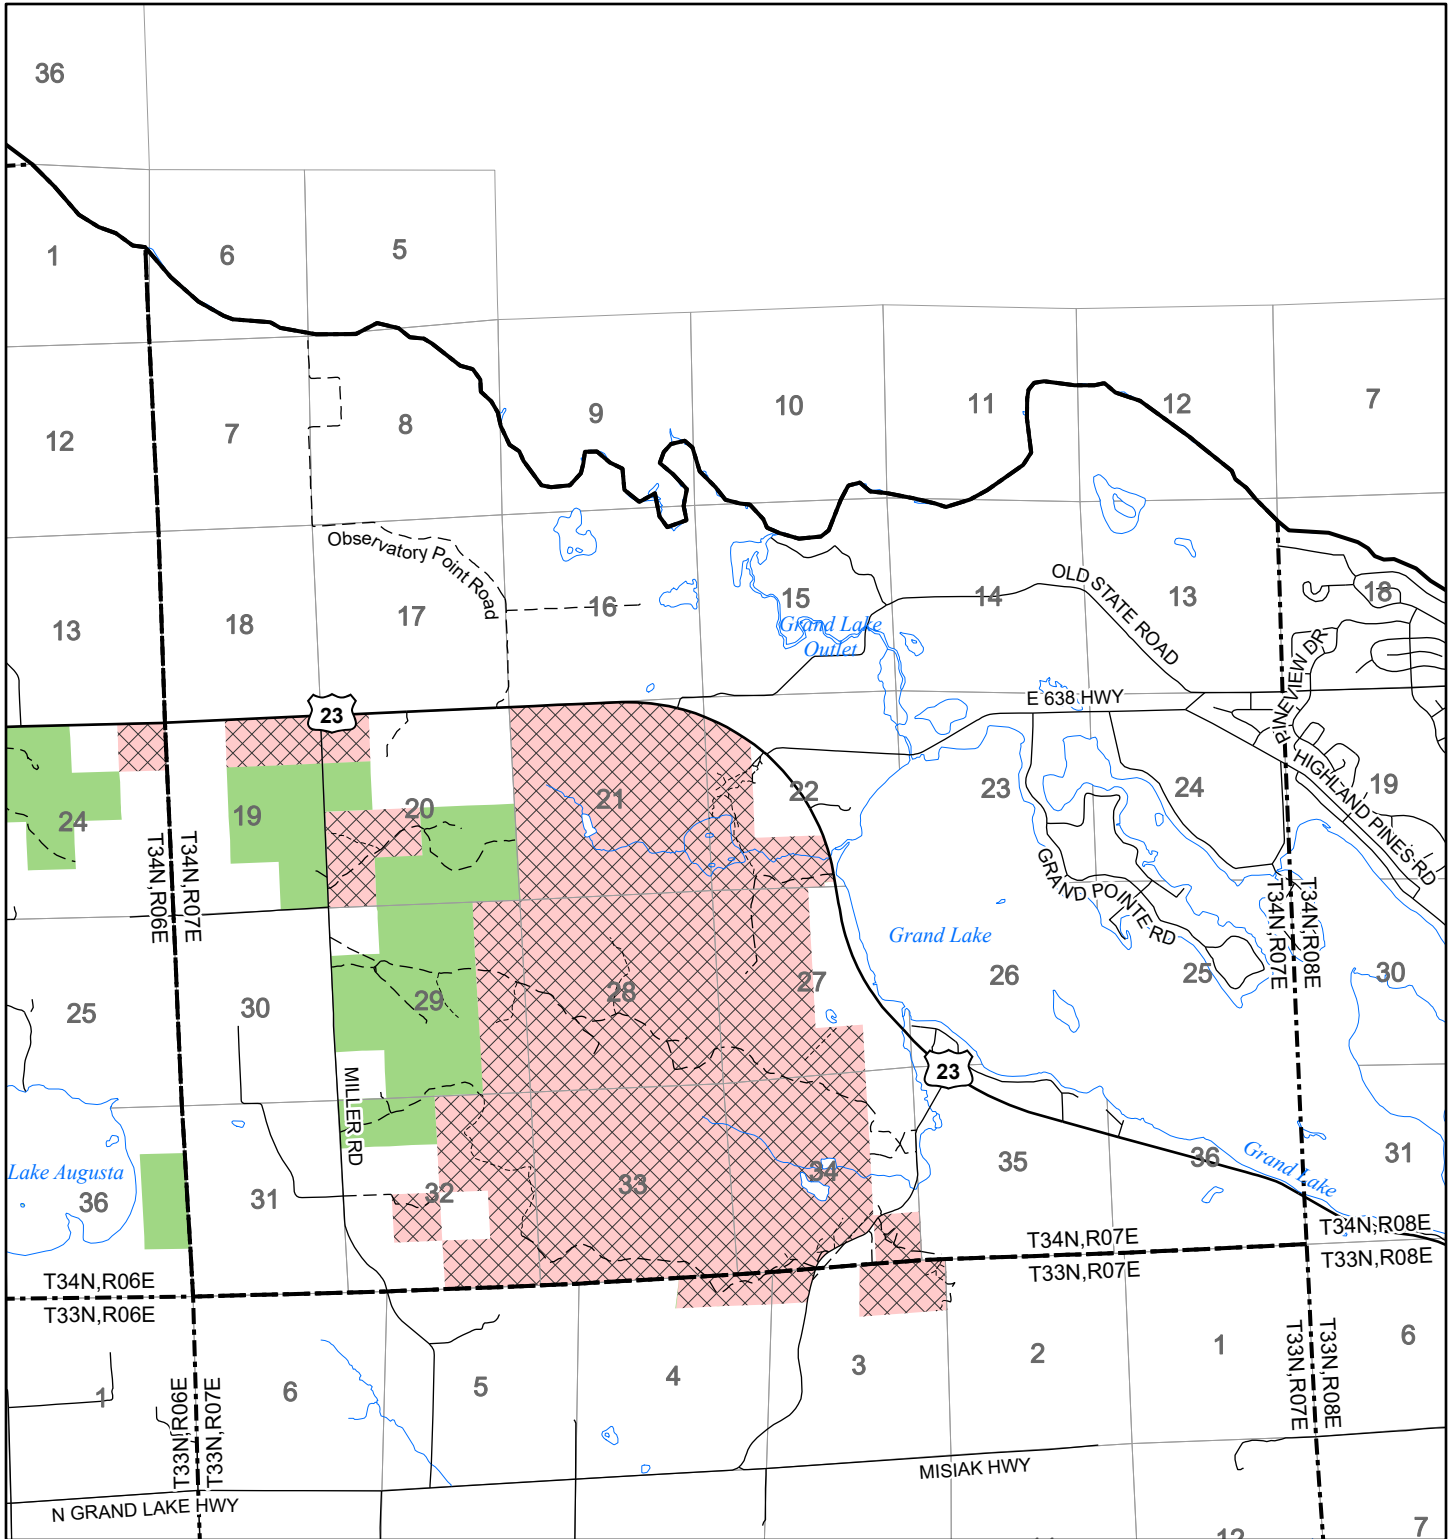 36
1
6
5
12
7
8
9
10
11
12
7
Observatory Point Road
13
18
17
16
15
Grand Lake
Outlet
14
OLD STATE ROAD
13
18
PINEVIEW DR
E 638 HWY
23
HIGHLAND PINES RD
24
19
20
21
22
23
24
19
T34N,R06E
T34N,R07E
GRAND POINTE RD
Grand Lake
T34N,R07E
T34N,R08E
25
30
29
28
27
26
25
30
23
MILLER RD
Lake Augusta
36
31
32
33
34
35
36
31
Grand Lake
T34N,R06E
T33N,R06E
T34N,R07E
T33N,R07E
T34N,R08E
T33N,R08E
1
6
5
4
3
2
1
6
T33N,R06E
T33N,R07E
T33N,R07E
T33N,R08E
N GRAND LAKE HWY
MISIAK HWY
12
7